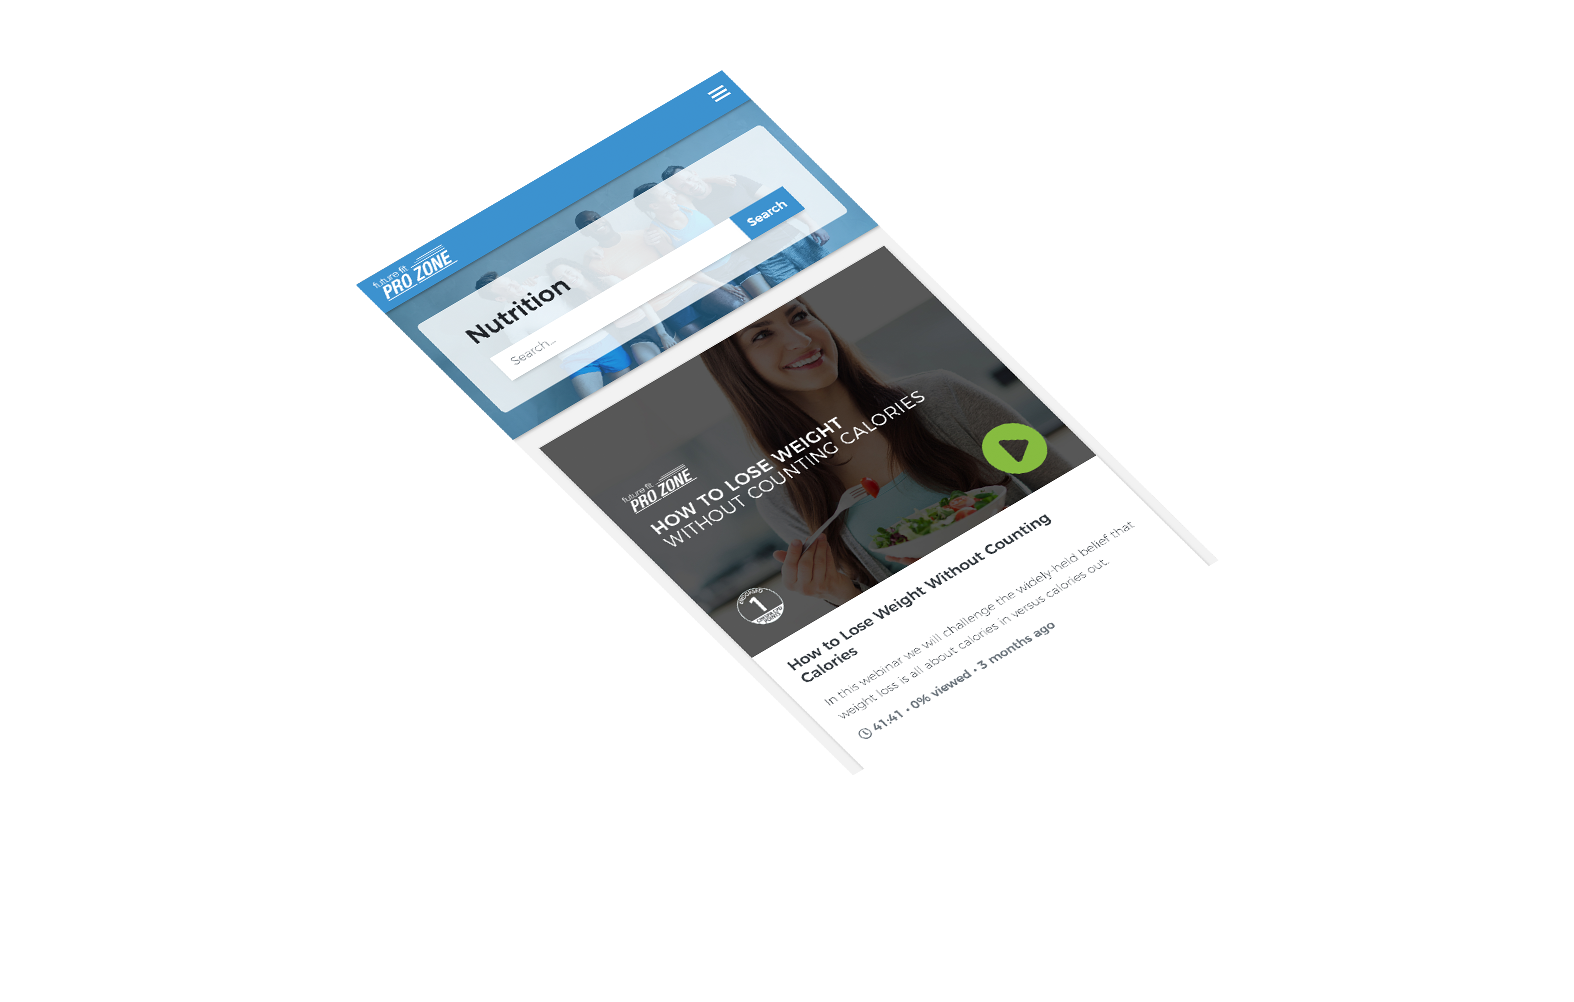 future fit
PRO ZONE
Nutrition
Search...
Search
future fit
PRO ZONE
HOW TO LOSE WEIGHT
WITHOUT COUNTING CALORIES
ENDORSED
1
How to Lose Weight Without Counting
Calories
In this webinar we will challenge the widely-held belief that
weight loss is all about calories in versus calories out.
41:41 • 0% viewed • 3 months ago